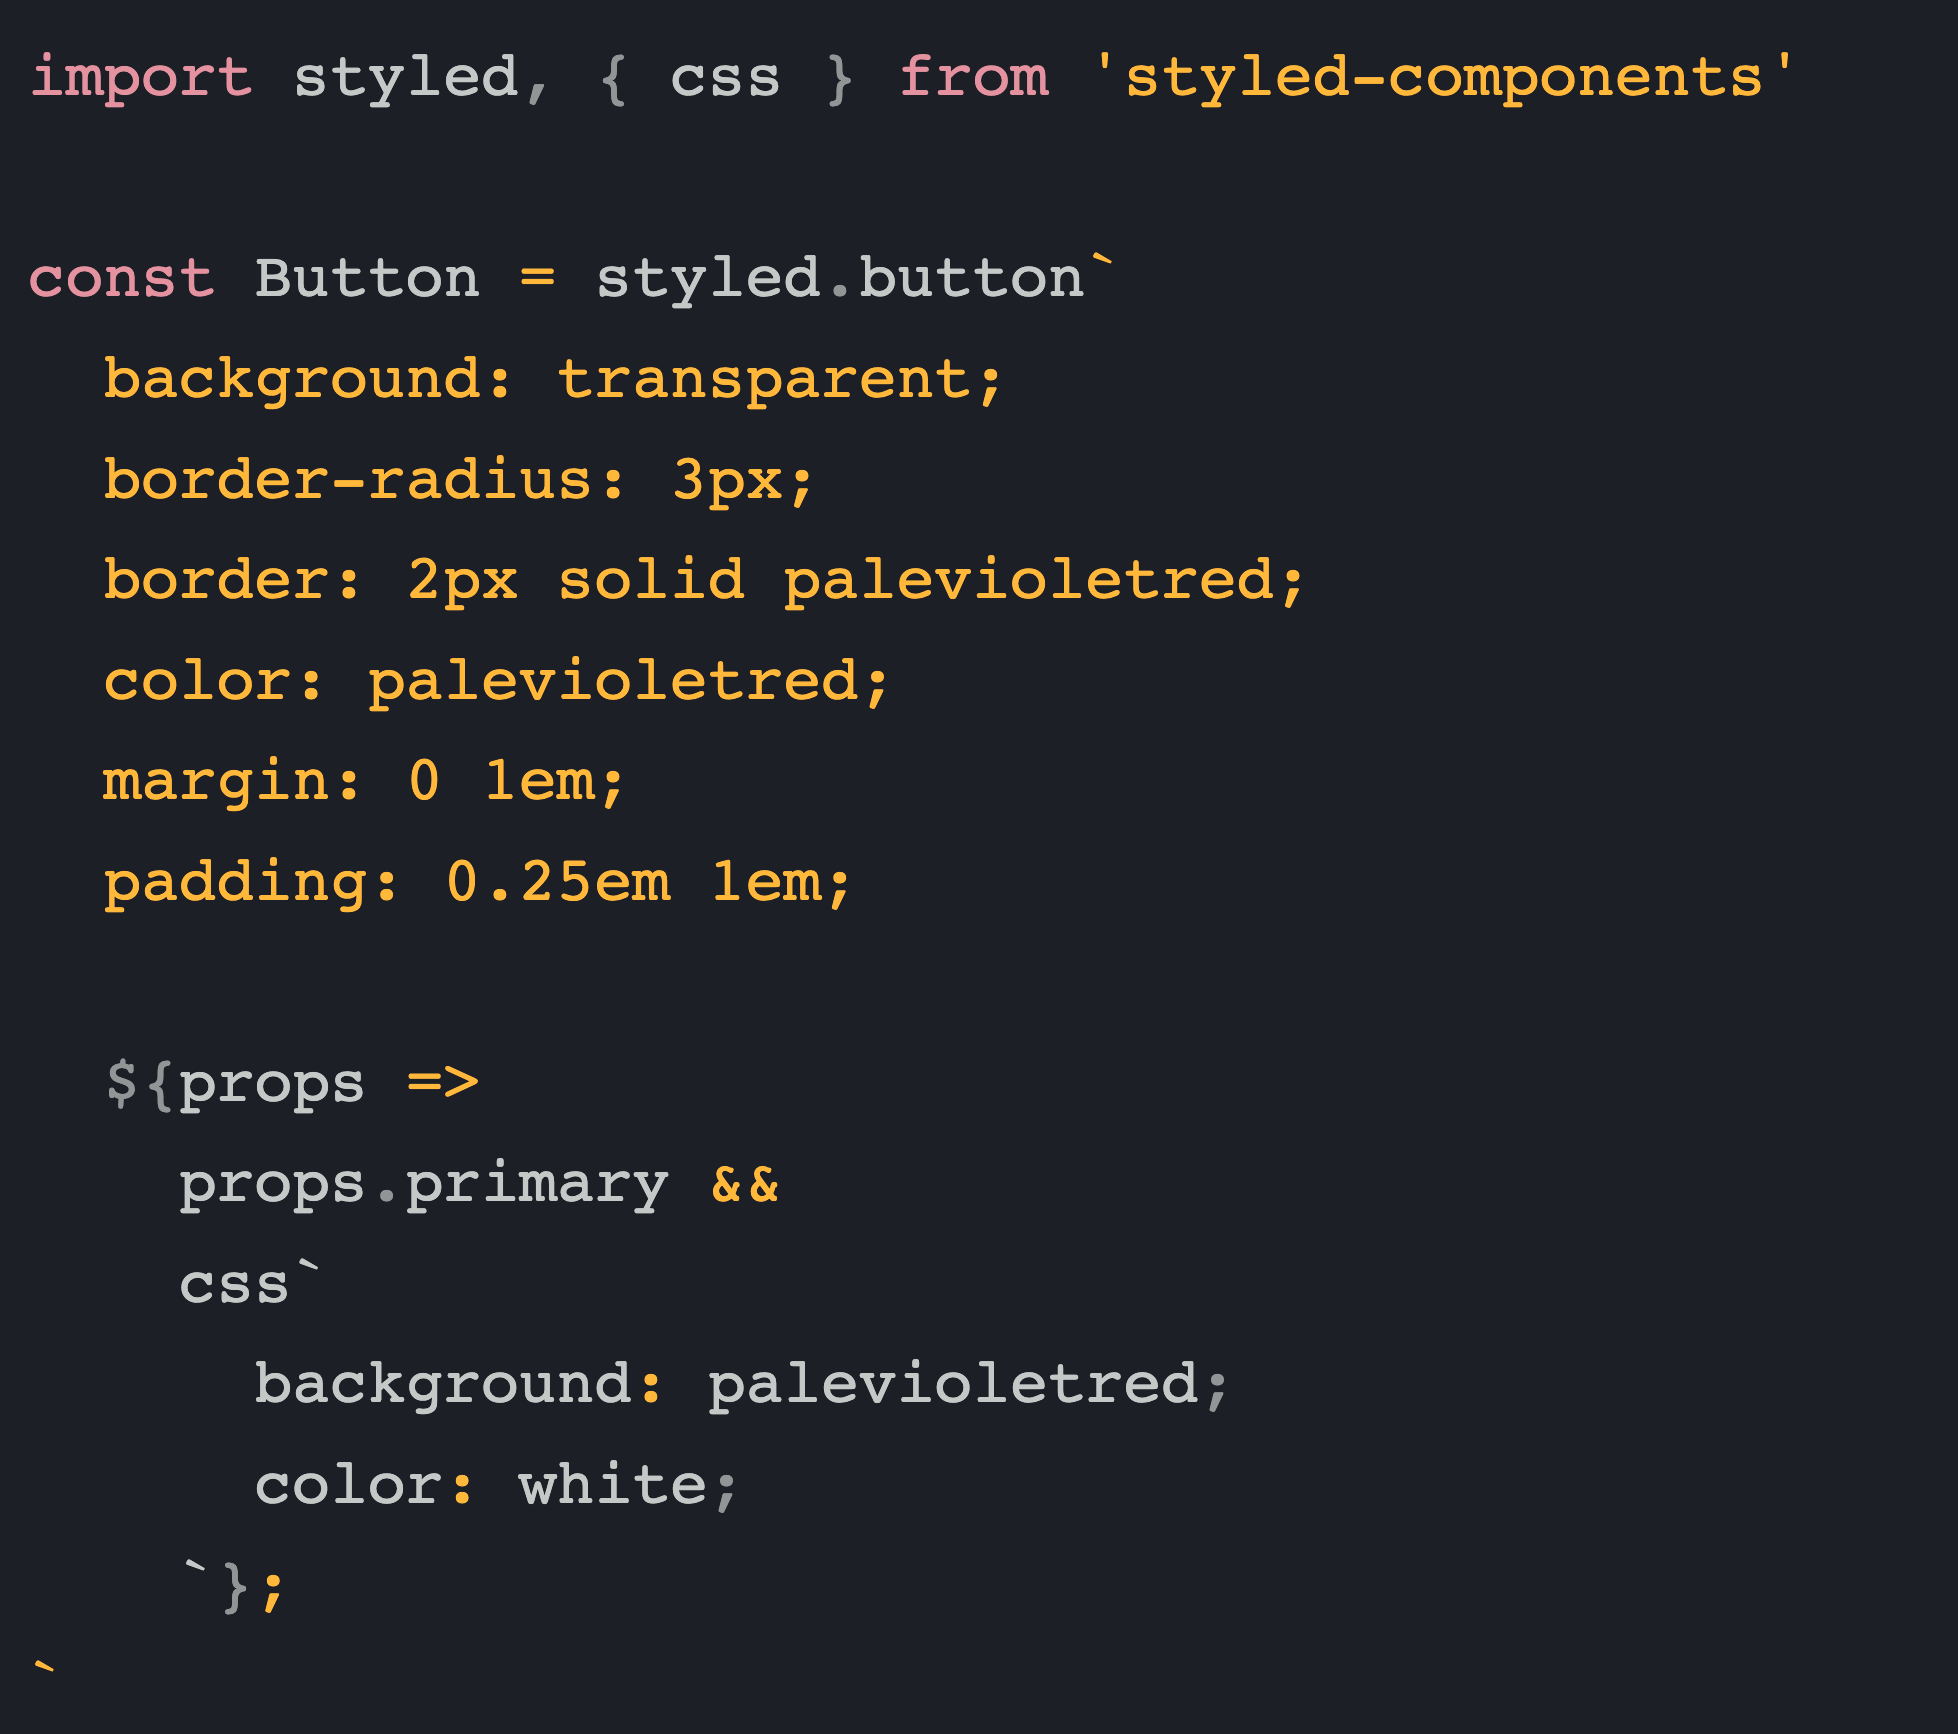 import styled, { css } from 'styled-components'

const Button = styled.button`
  background: transparent;
  border-radius: 3px;
  border: 2px solid palevioletred;
  color: palevioletred;
  margin: 0 1em;
  padding: 0.25em 1em;

  ${props =>
    props.primary &&
    css`
      background: palevioletred;
      color: white;
    `};
`